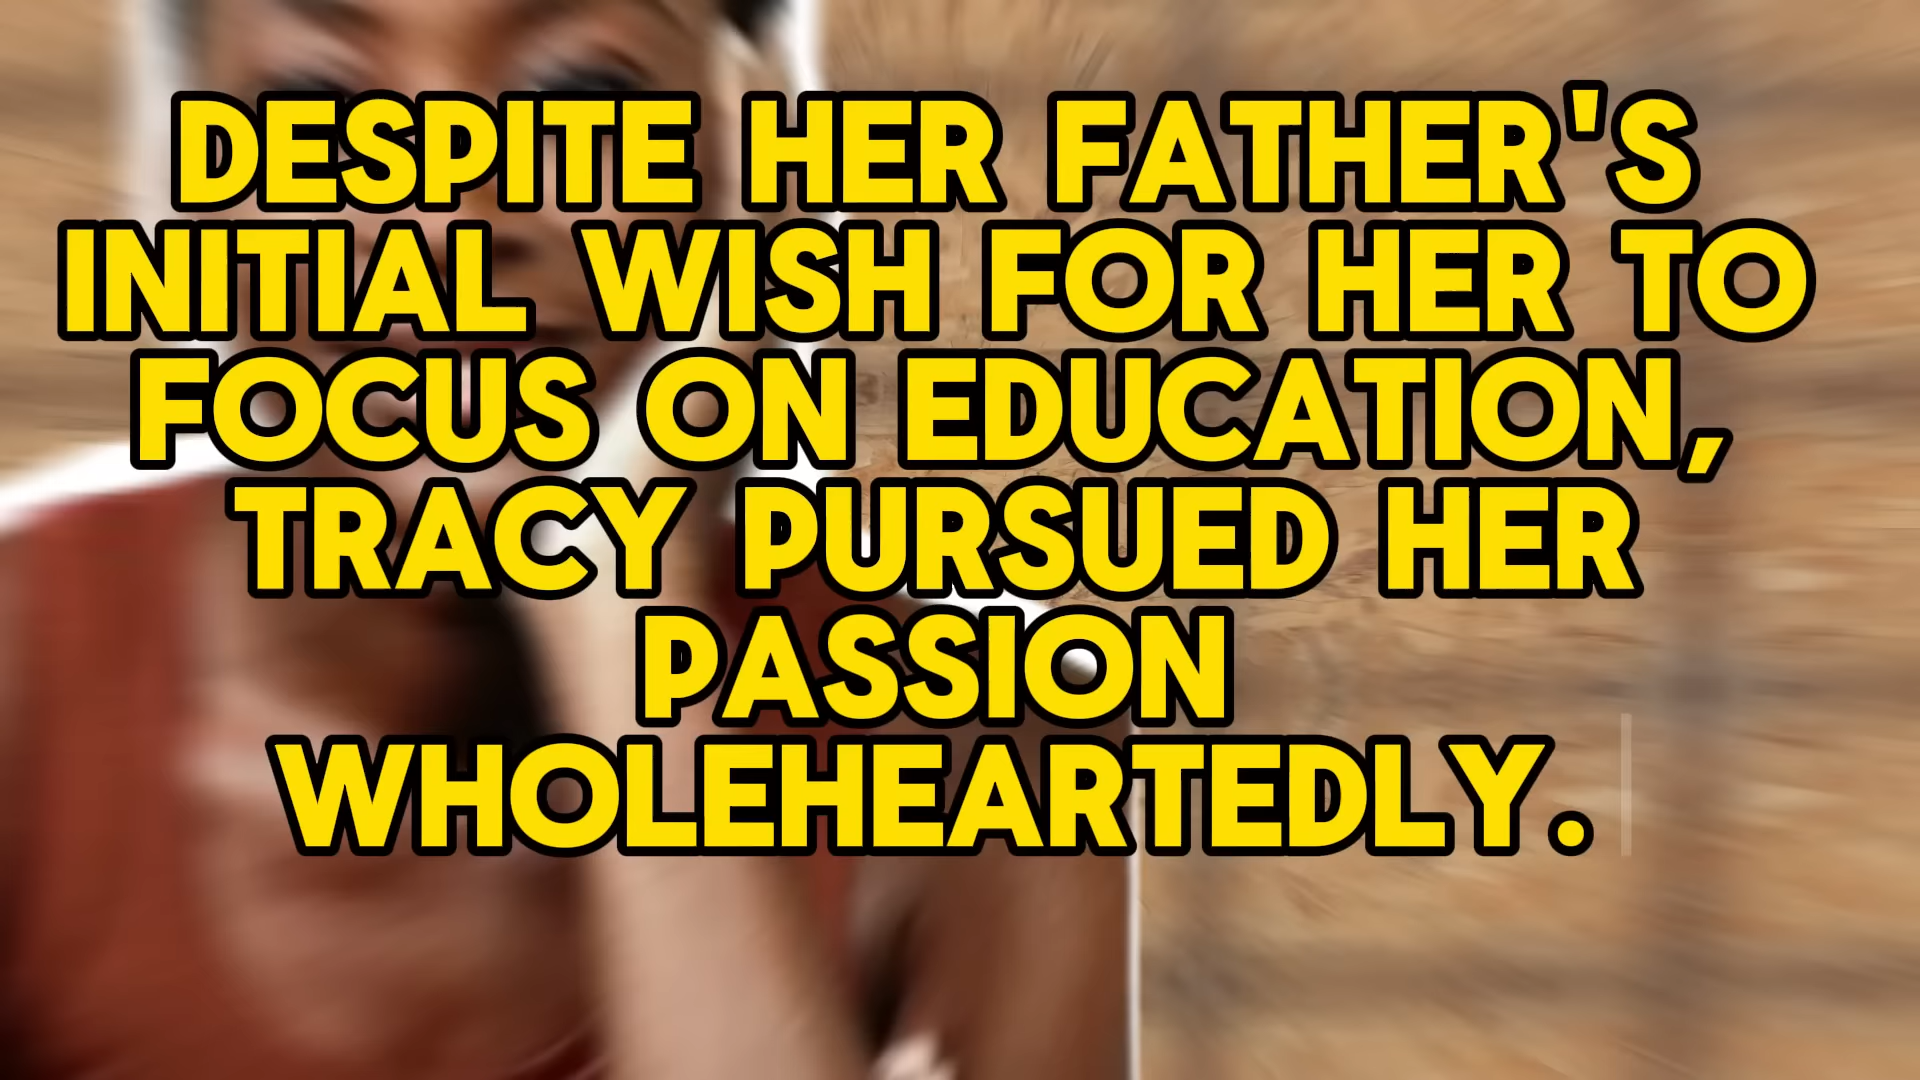 DESPITE HER FATHER'S
INITIAL WISH FOR HER TO
FOCUS ON EDUCATION,
TRACY PURSUED HER
PASSION
WHOLEHEARTEDLY.